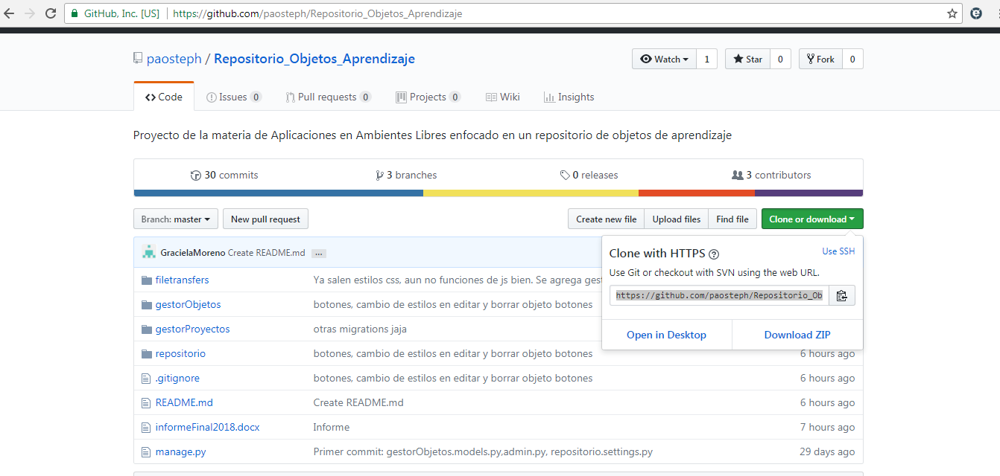 GitHub, Inc. [US] https://github.com/paosteph/Repositorio_Objetos_Aprendizaje
paosteph / Repositorio_Objetos_Aprendizaje
Watch 1 Star 0 Fork 0
Code Issues 0 Pull requests 0 Projects 0 Wiki Insights
Proyecto de la materia de Aplicaciones en Ambientes Libres enfocado en un repositorio de objetos de aprendizaje
30 commits 3 branches 0 releases 3 contributors
Branch: master New pull request Create new file Upload files Find file Clone or download
GracielaMoreno Create README.md ...
Clone with HTTPS ? Use SSH
Use Git or checkout with SVN using the web URL.
https://github.com/paosteph/Repositorio_Ob
Open in Desktop Download ZIP
filetransfers Ya salen estilos css, aun no funciones de js bien. Se agrega gest
gestorObjetos botones, cambio de estilos en editar y borrar objeto botones
gestorProyectos otras migrations jaja
repositorio botones, cambio de estilos en editar y borrar objeto botones 6 hours ago
.gitignore botones, cambio de estilos en editar y borrar objeto botones 6 hours ago
README.md Create README.md 6 hours ago
informeFinal2018.docx Informe 7 hours ago
manage.py Primer commit: gestorObjetos.models.py,admin.py, repositorio.settings.py 29 days ago